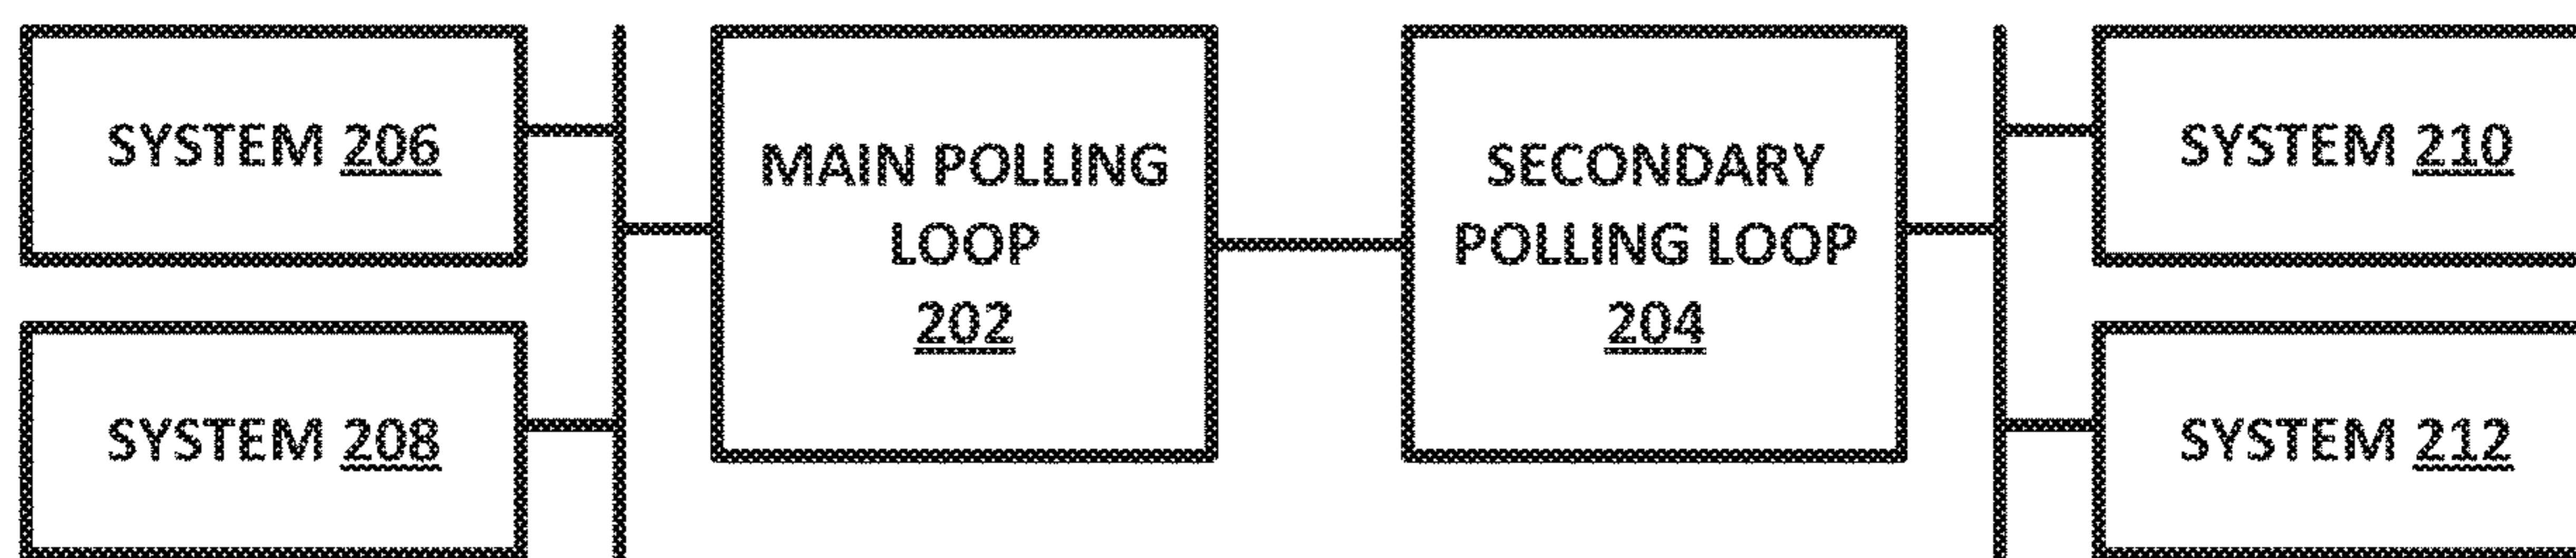 SYSTEM 206
SYSTEM 208
MAIN POLLING
LOOP
202
SECONDARY
POLLING LOOP
204
SYSTEM 210
SYSTEM 212